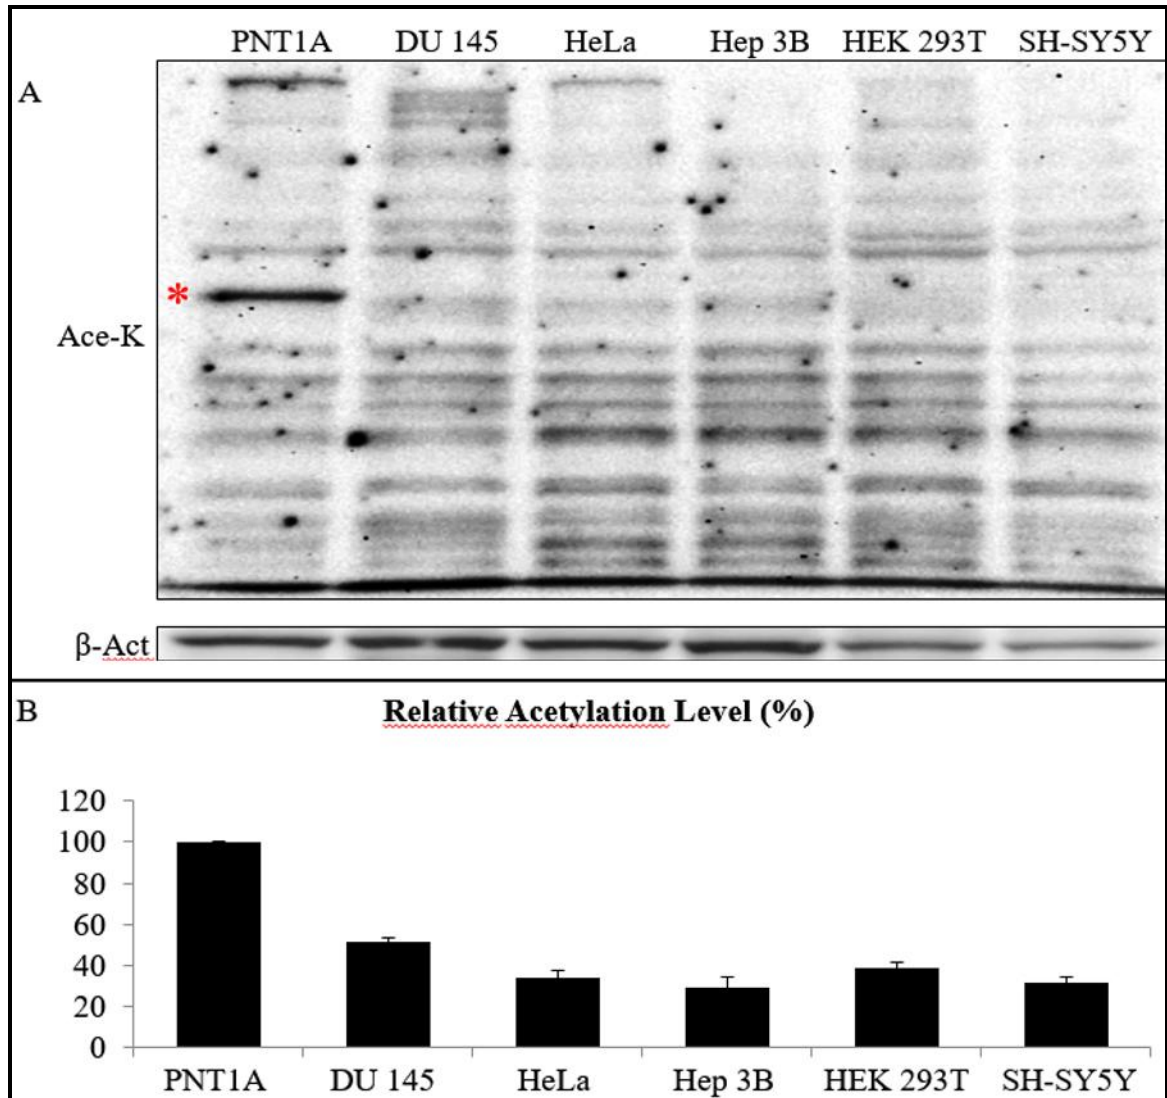 PNT1A DU 145 HeLa Hep 3B HEK 293T SH-SY5Y
A
*
Ace-K
β-Act
B
Relative Acetylation Level (%)
120
100
80
60
40
20
0
PNT1A DU 145 HeLa Hep 3B HEK 293T SH-SY5Y